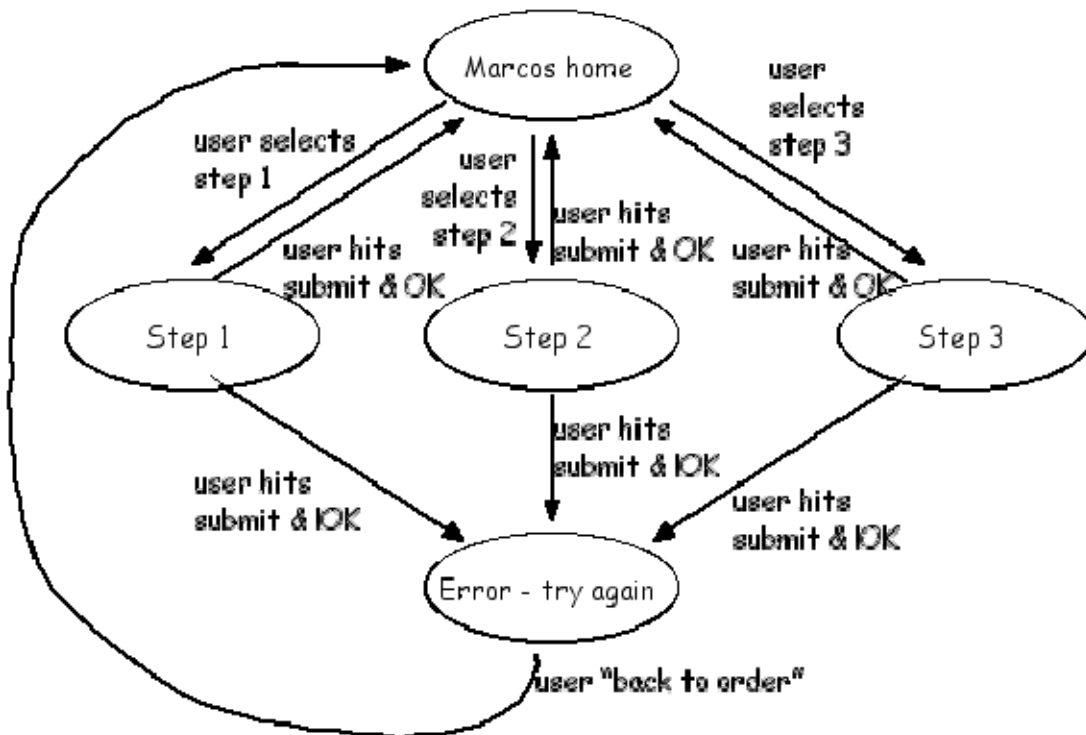 Marcos home
user
selects
step 3
user selects
step 1
user
selects
step 2
user hits
submit & OK
user hits
submit & OK
user hits
submit & OK
Step 1
Step 2
Step 3
user hits
submit & !OK
user hits
submit & !OK
user hits
submit & !OK
Error - try again
user "back to order"